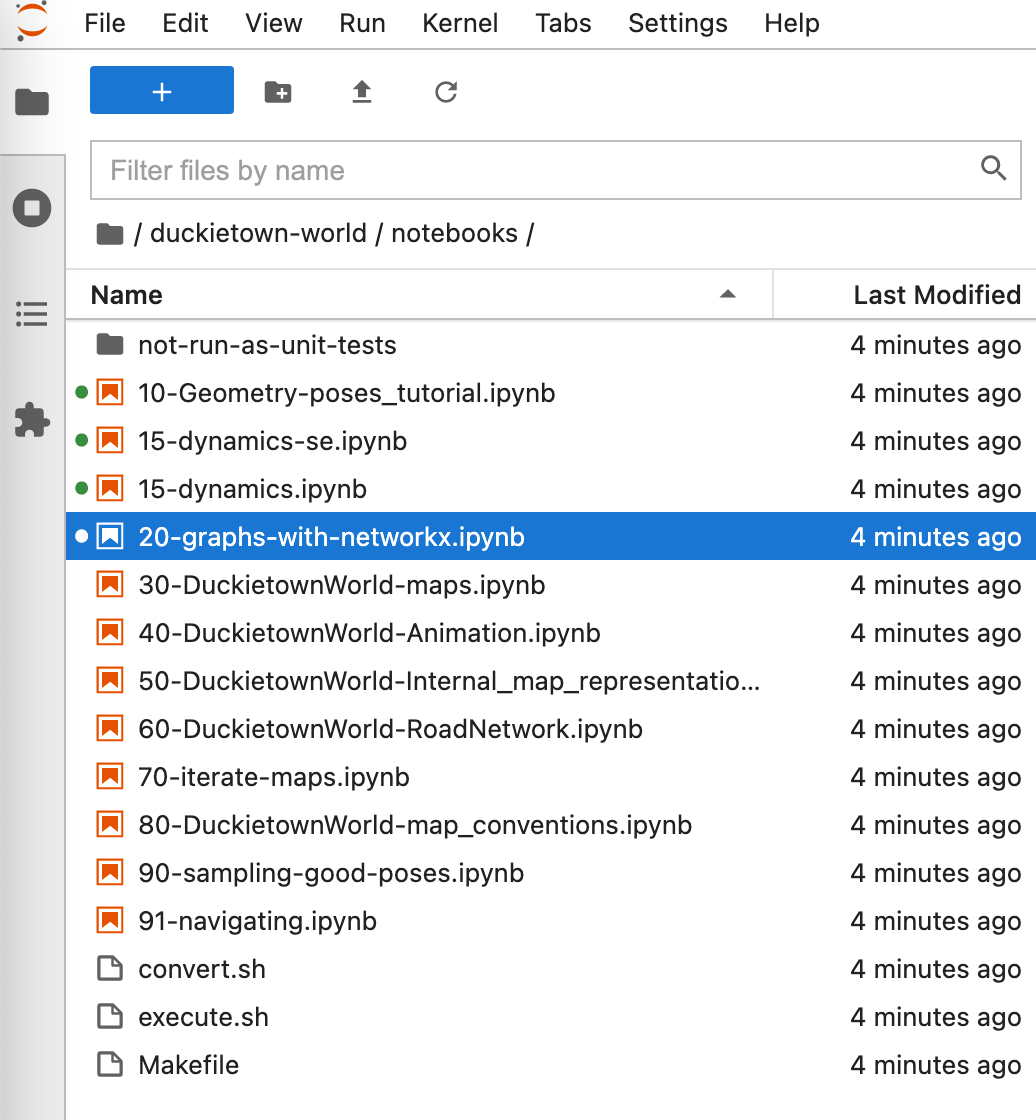 File Edit View Run Kernel Tabs Settings Help
+
Filter files by name
/ duckietown-world / notebooks /
Name Last Modified
not-run-as-unit-tests 4 minutes ago
10-Geometry-poses_tutorial.ipynb 4 minutes ago
15-dynamics-se.ipynb 4 minutes ago
15-dynamics.ipynb 4 minutes ago
20-graphs-with-networkx.ipynb 4 minutes ago
30-DuckietownWorld-maps.ipynb 4 minutes ago
40-DuckietownWorld-Animation.ipynb 4 minutes ago
50-DuckietownWorld-Internal_map_representatio... 4 minutes ago
60-DuckietownWorld-RoadNetwork.ipynb 4 minutes ago
70-iterate-maps.ipynb 4 minutes ago
80-DuckietownWorld-map_conventions.ipynb 4 minutes ago
90-sampling-good-poses.ipynb 4 minutes ago
91-navigating.ipynb 4 minutes ago
convert.sh 4 minutes ago
execute.sh 4 minutes ago
Makefile 4 minutes ago